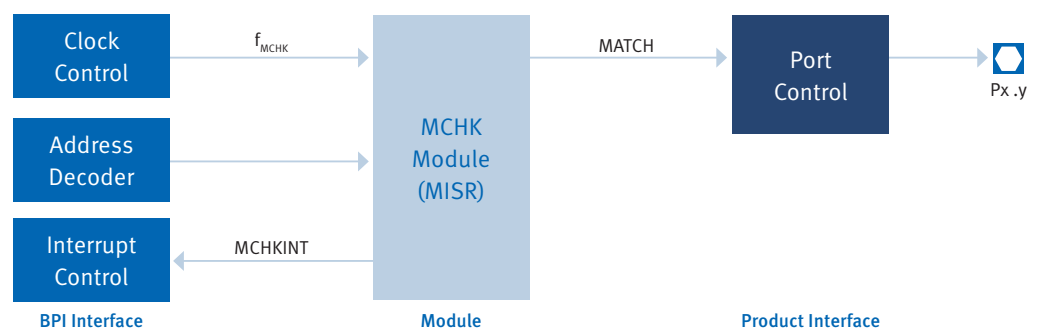 Clock
Control
f_MCHK
MATCH
Port
Control
Px .y
Address
Decoder
MCHK
Module
(MISR)
Interrupt
Control
MCHKINT
BPI Interface
Module
Product Interface